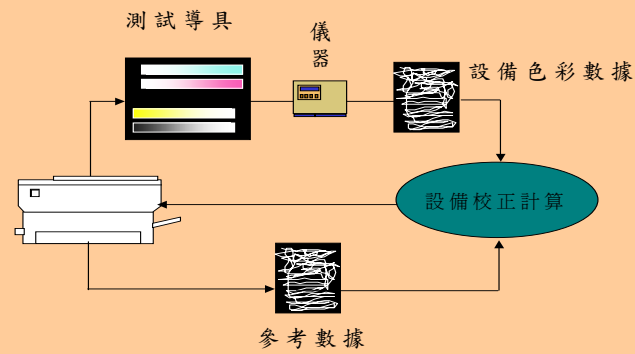 測試導具
儀
器
設備色彩數據
設備校正計算
參考數據